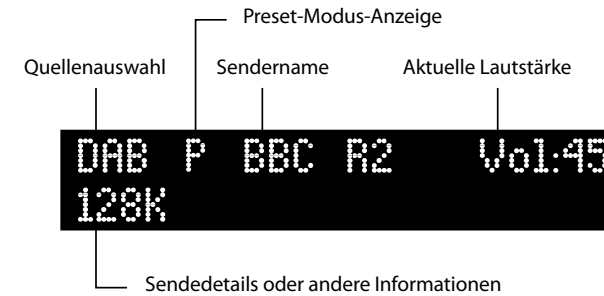 Preset-Modus-Anzeige
Quellenauswahl Sendername Aktuelle Lautstärke
DAB P BBC R2 Vol:45
128K
Sendedetails oder andere Informationen